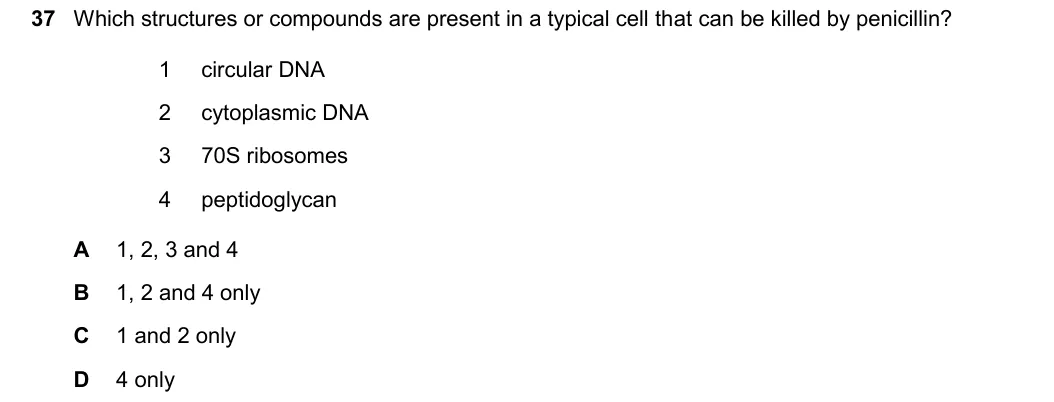 37 Which structures or compounds are present in a typical cell that can be killed by penicillin?
1 circular DNA
2 cytoplasmic DNA
3 70S ribosomes
4 peptidoglycan
A 1, 2, 3 and 4
B 1, 2 and 4 only
C 1 and 2 only
D 4 only